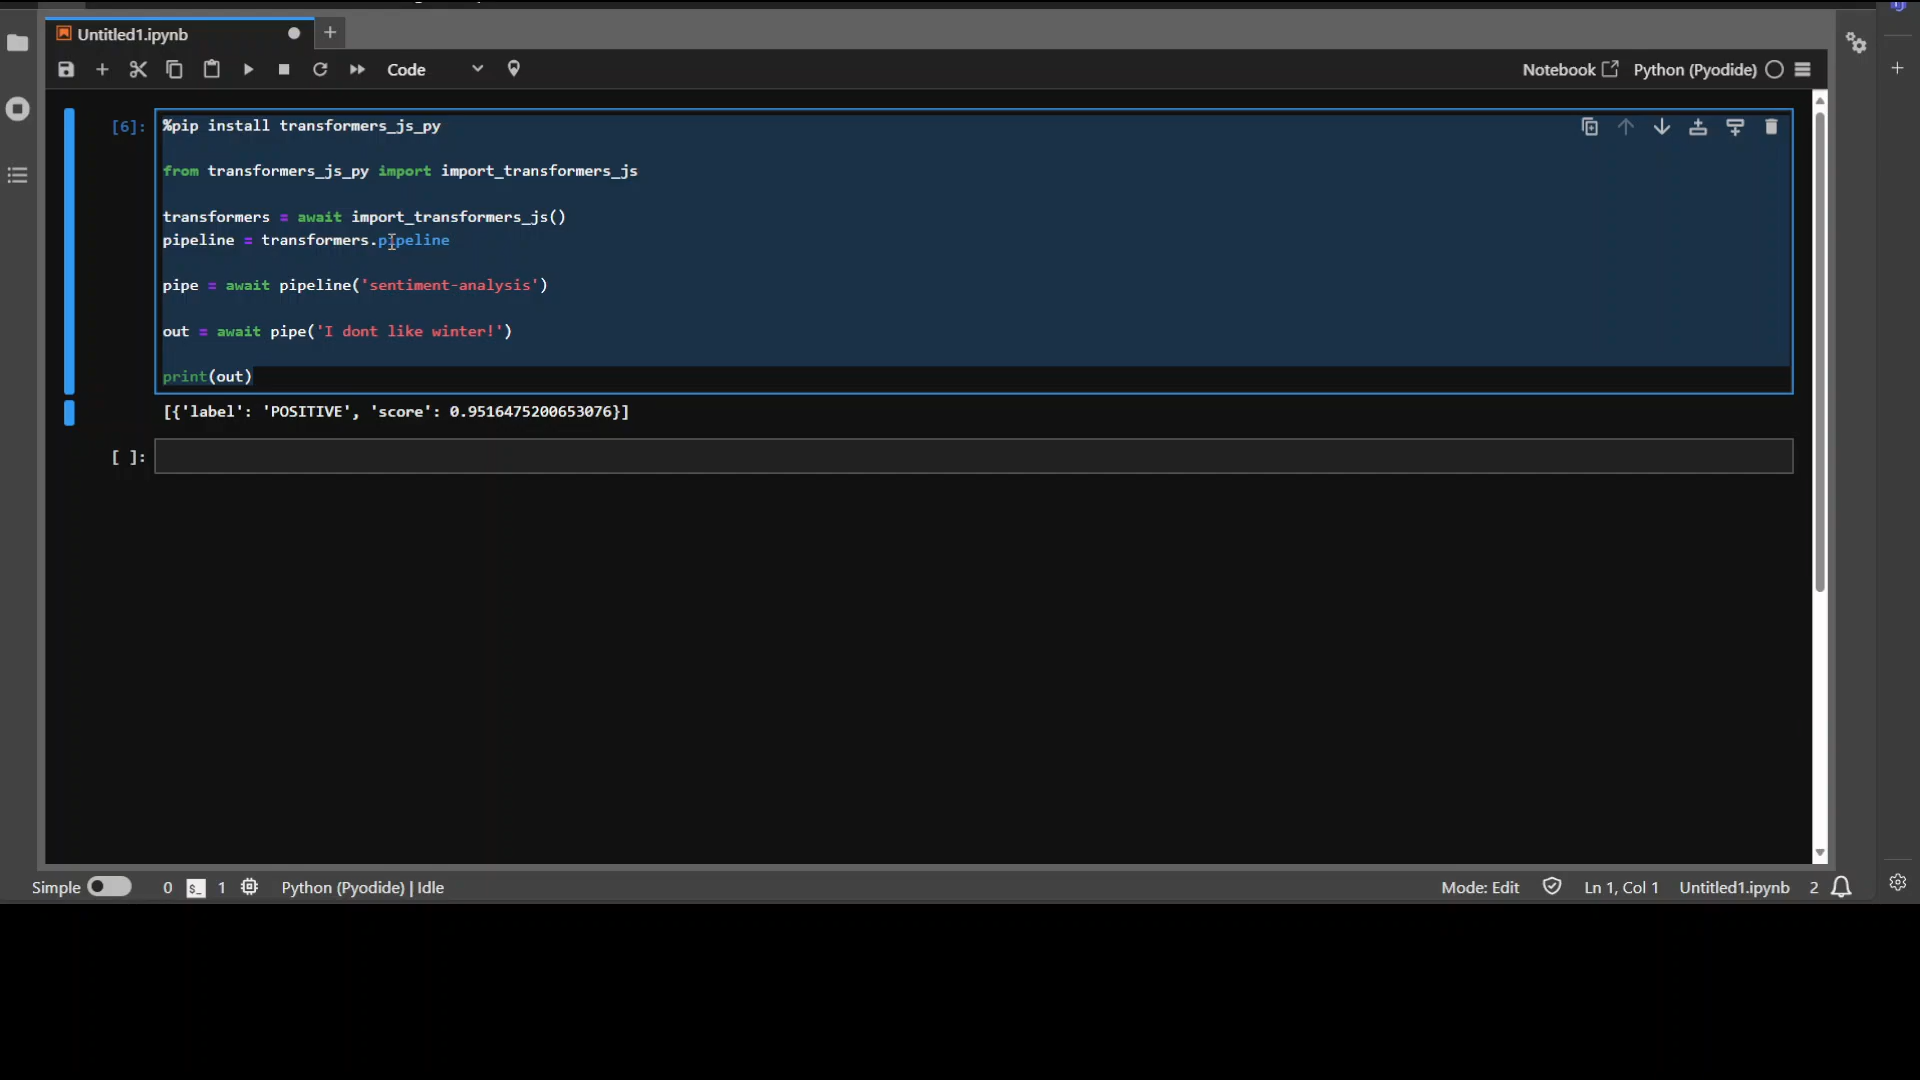 Untitled1.ipynb
Code
Notebook
Python (Pyodide)
[6]:
%pip install transformers_js_py
from transformers_js_py import import_transformers_js
transformers = await import_transformers_js()
pipeline = transformers.pipeline
pipe = await pipeline('sentiment-analysis')
out = await pipe('I dont like winter!')
print(out)
[{'label': 'POSITIVE', 'score': 0.9516475200653076}]
[ ]:
Simple
0
$_
1
Python (Pyodide) | Idle
Mode: Edit
Ln 1, Col 1
Untitled1.ipynb
2